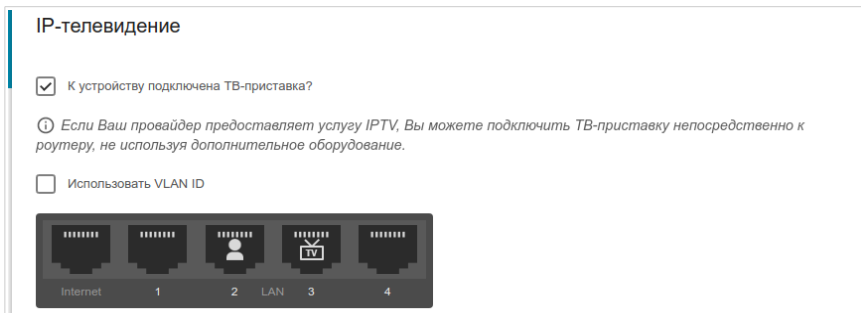 IP-телевидение
К устройству подключена ТВ-приставка?
Если Ваш провайдер предоставляет услугу IPTV, Вы можете подключить ТВ-приставку непосредственно к
роутеру, не используя дополнительное оборудование.
Использовать VLAN ID
TV
Internet 1 2 LAN 3 4